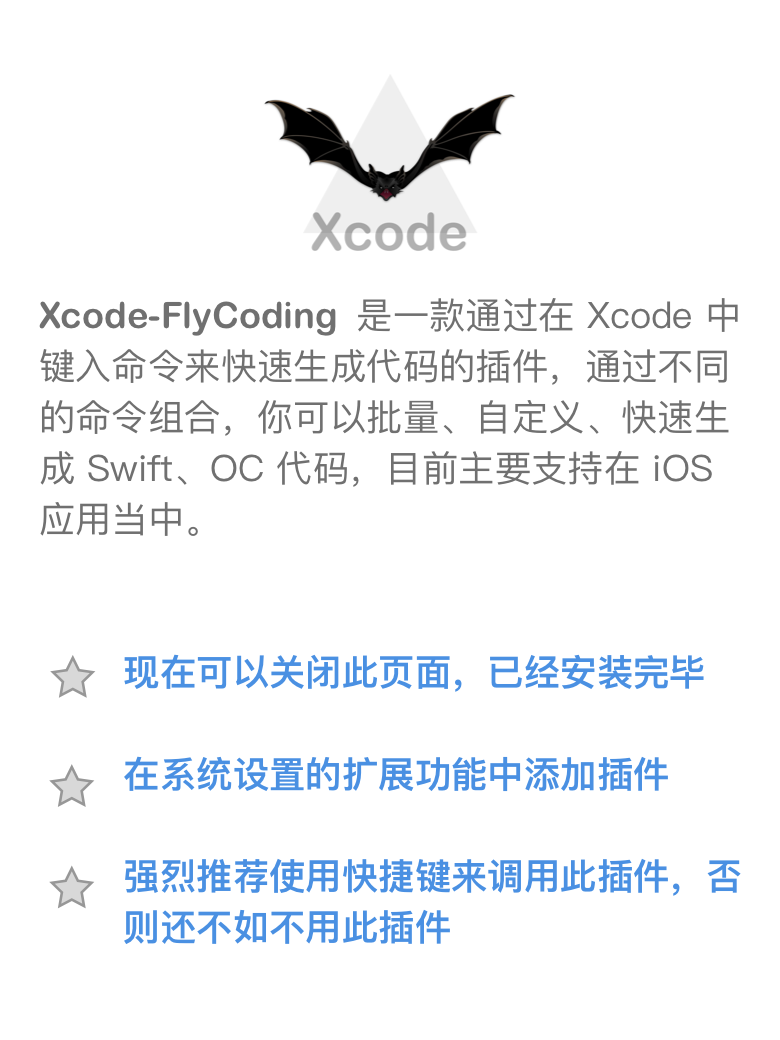 Xcode
Xcode-FlyCoding 是一款通过在 Xcode 中
键入命令来快速生成代码的插件，通过不同
的命令组合，你可以批量、自定义、快速生
成 Swift、OC 代码，目前主要支持在 iOS
应用当中。
现在可以关闭此页面，已经安装完毕
在系统设置的扩展功能中添加插件
强烈推荐使用快捷键来调用此插件，否
则还不如不用此插件